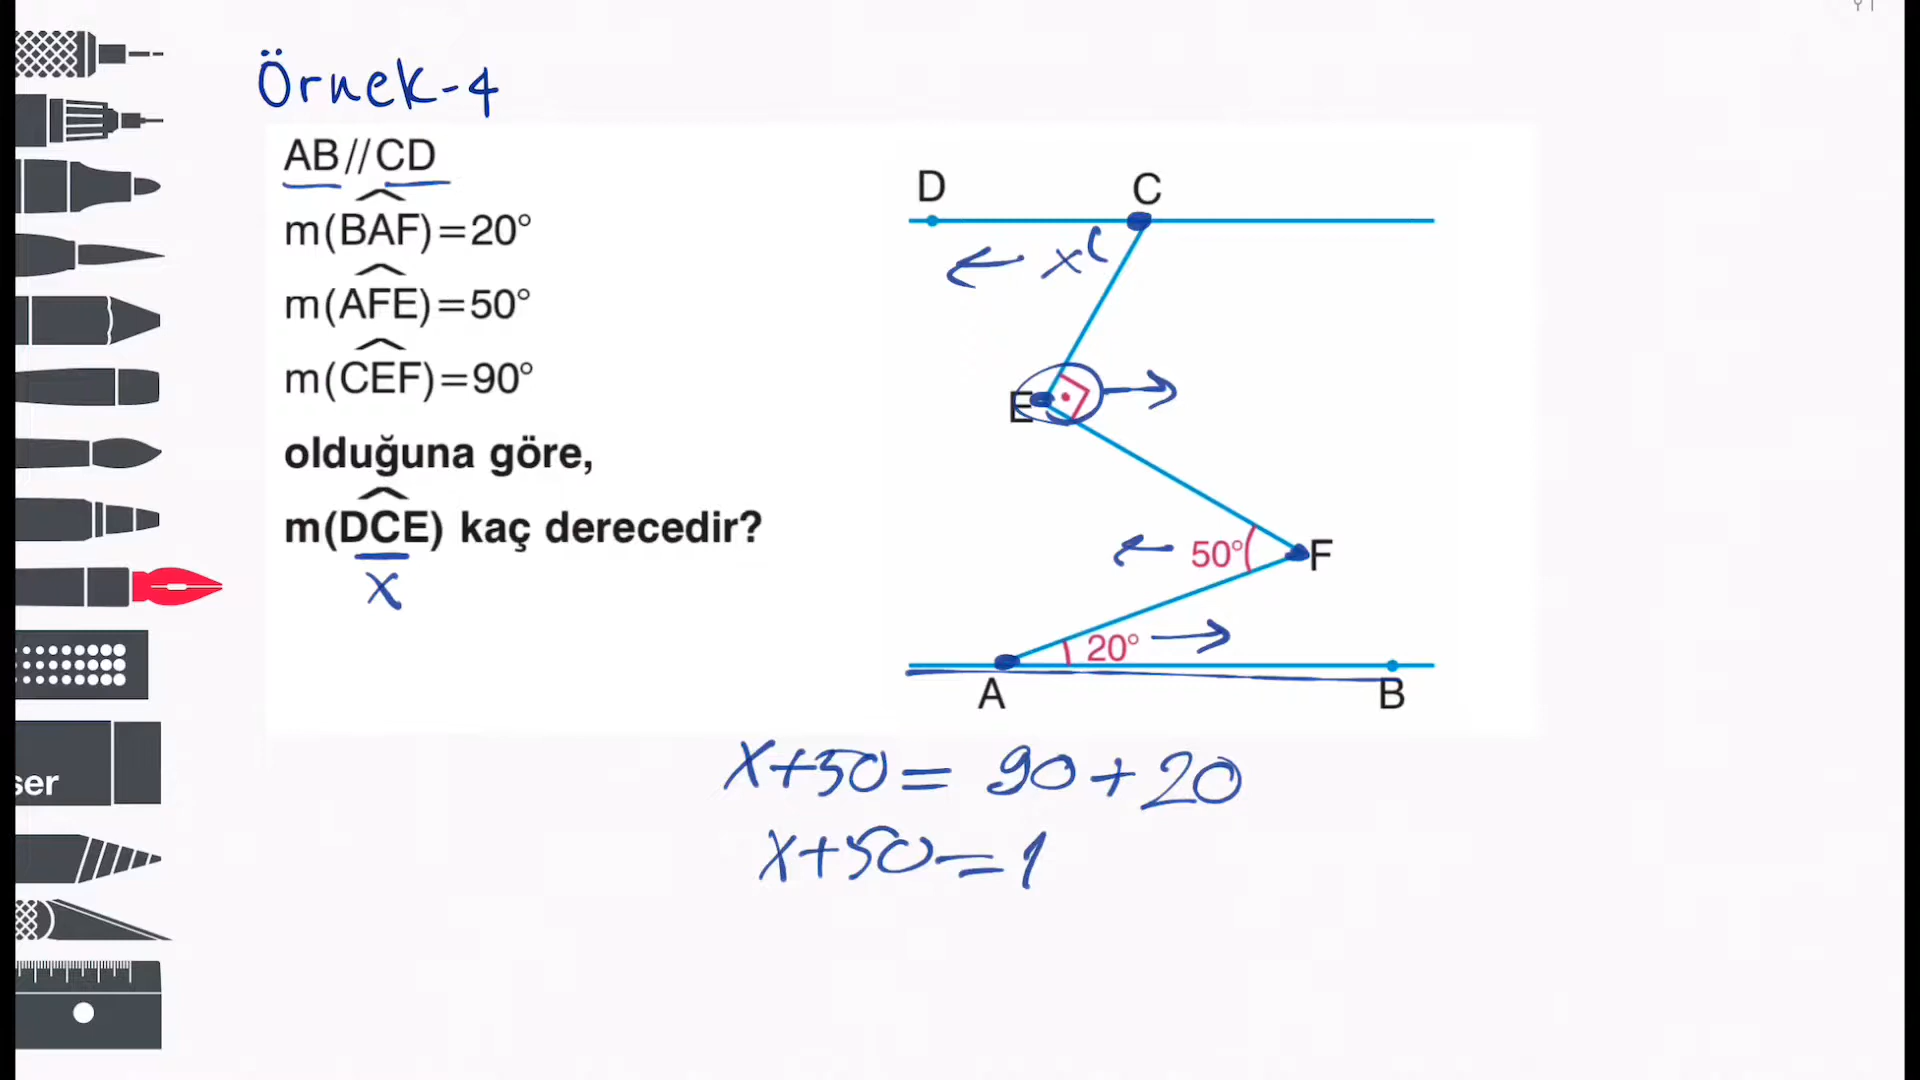 Örnek-4
AB//CD
m(BAF)=20°
m(AFE)=50°
m(CEF)=90°
olduğuna göre,
m(DCE) kaç derecedir?
x
D
C
x
E
50°
F
20°
A
B
x+50=90+20
x+50=1
ser